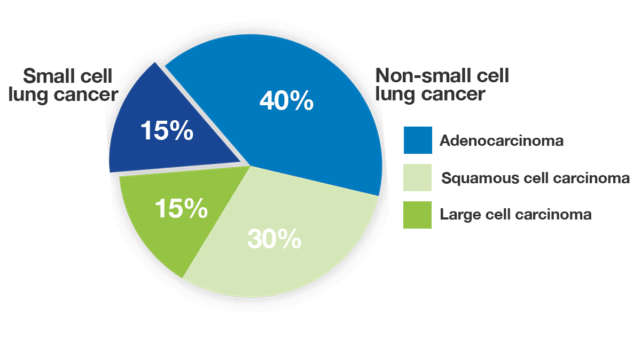 Small cell
lung cancer
Non-small cell
lung cancer
40%
15%
15%
30%
Adenocarcinoma
Squamous cell carcinoma
Large cell carcinoma